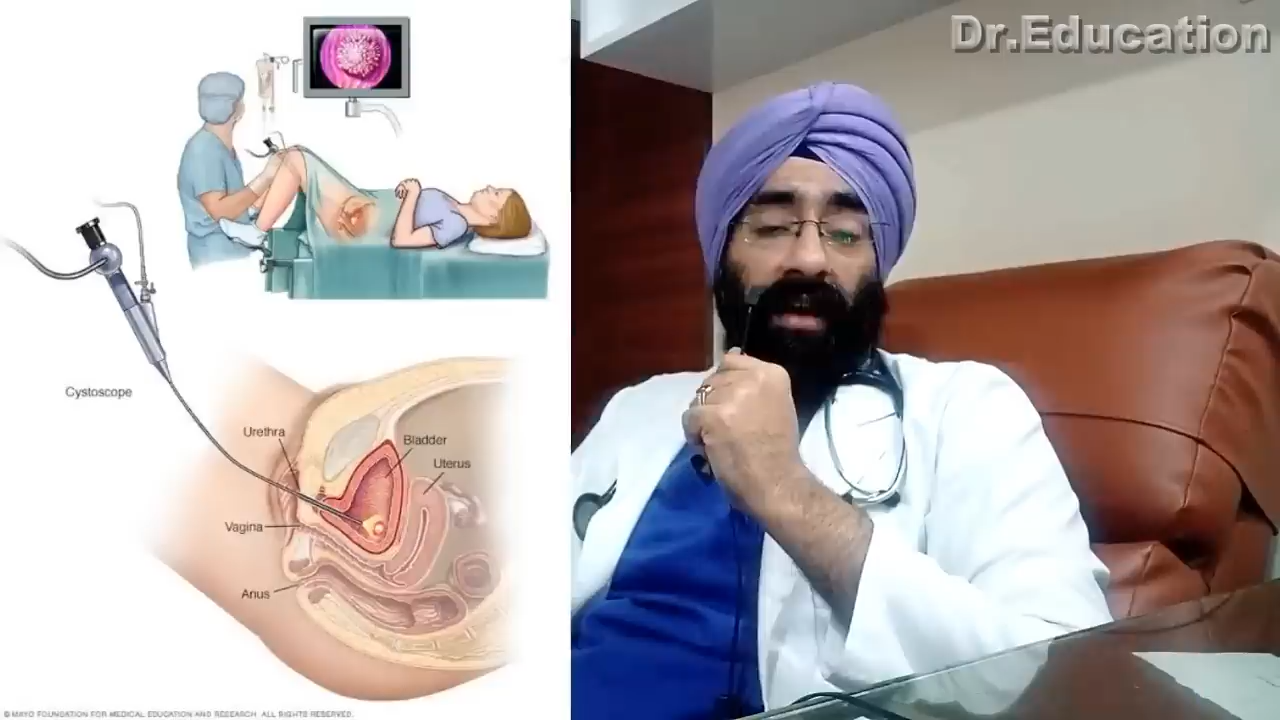 Dr.Education
Cystoscope
Urethra
Bladder
Uterus
Vagina
Anus
© MAYO FOUNDATION FOR MEDICAL EDUCATION AND RESEARCH. ALL RIGHTS RESERVED.